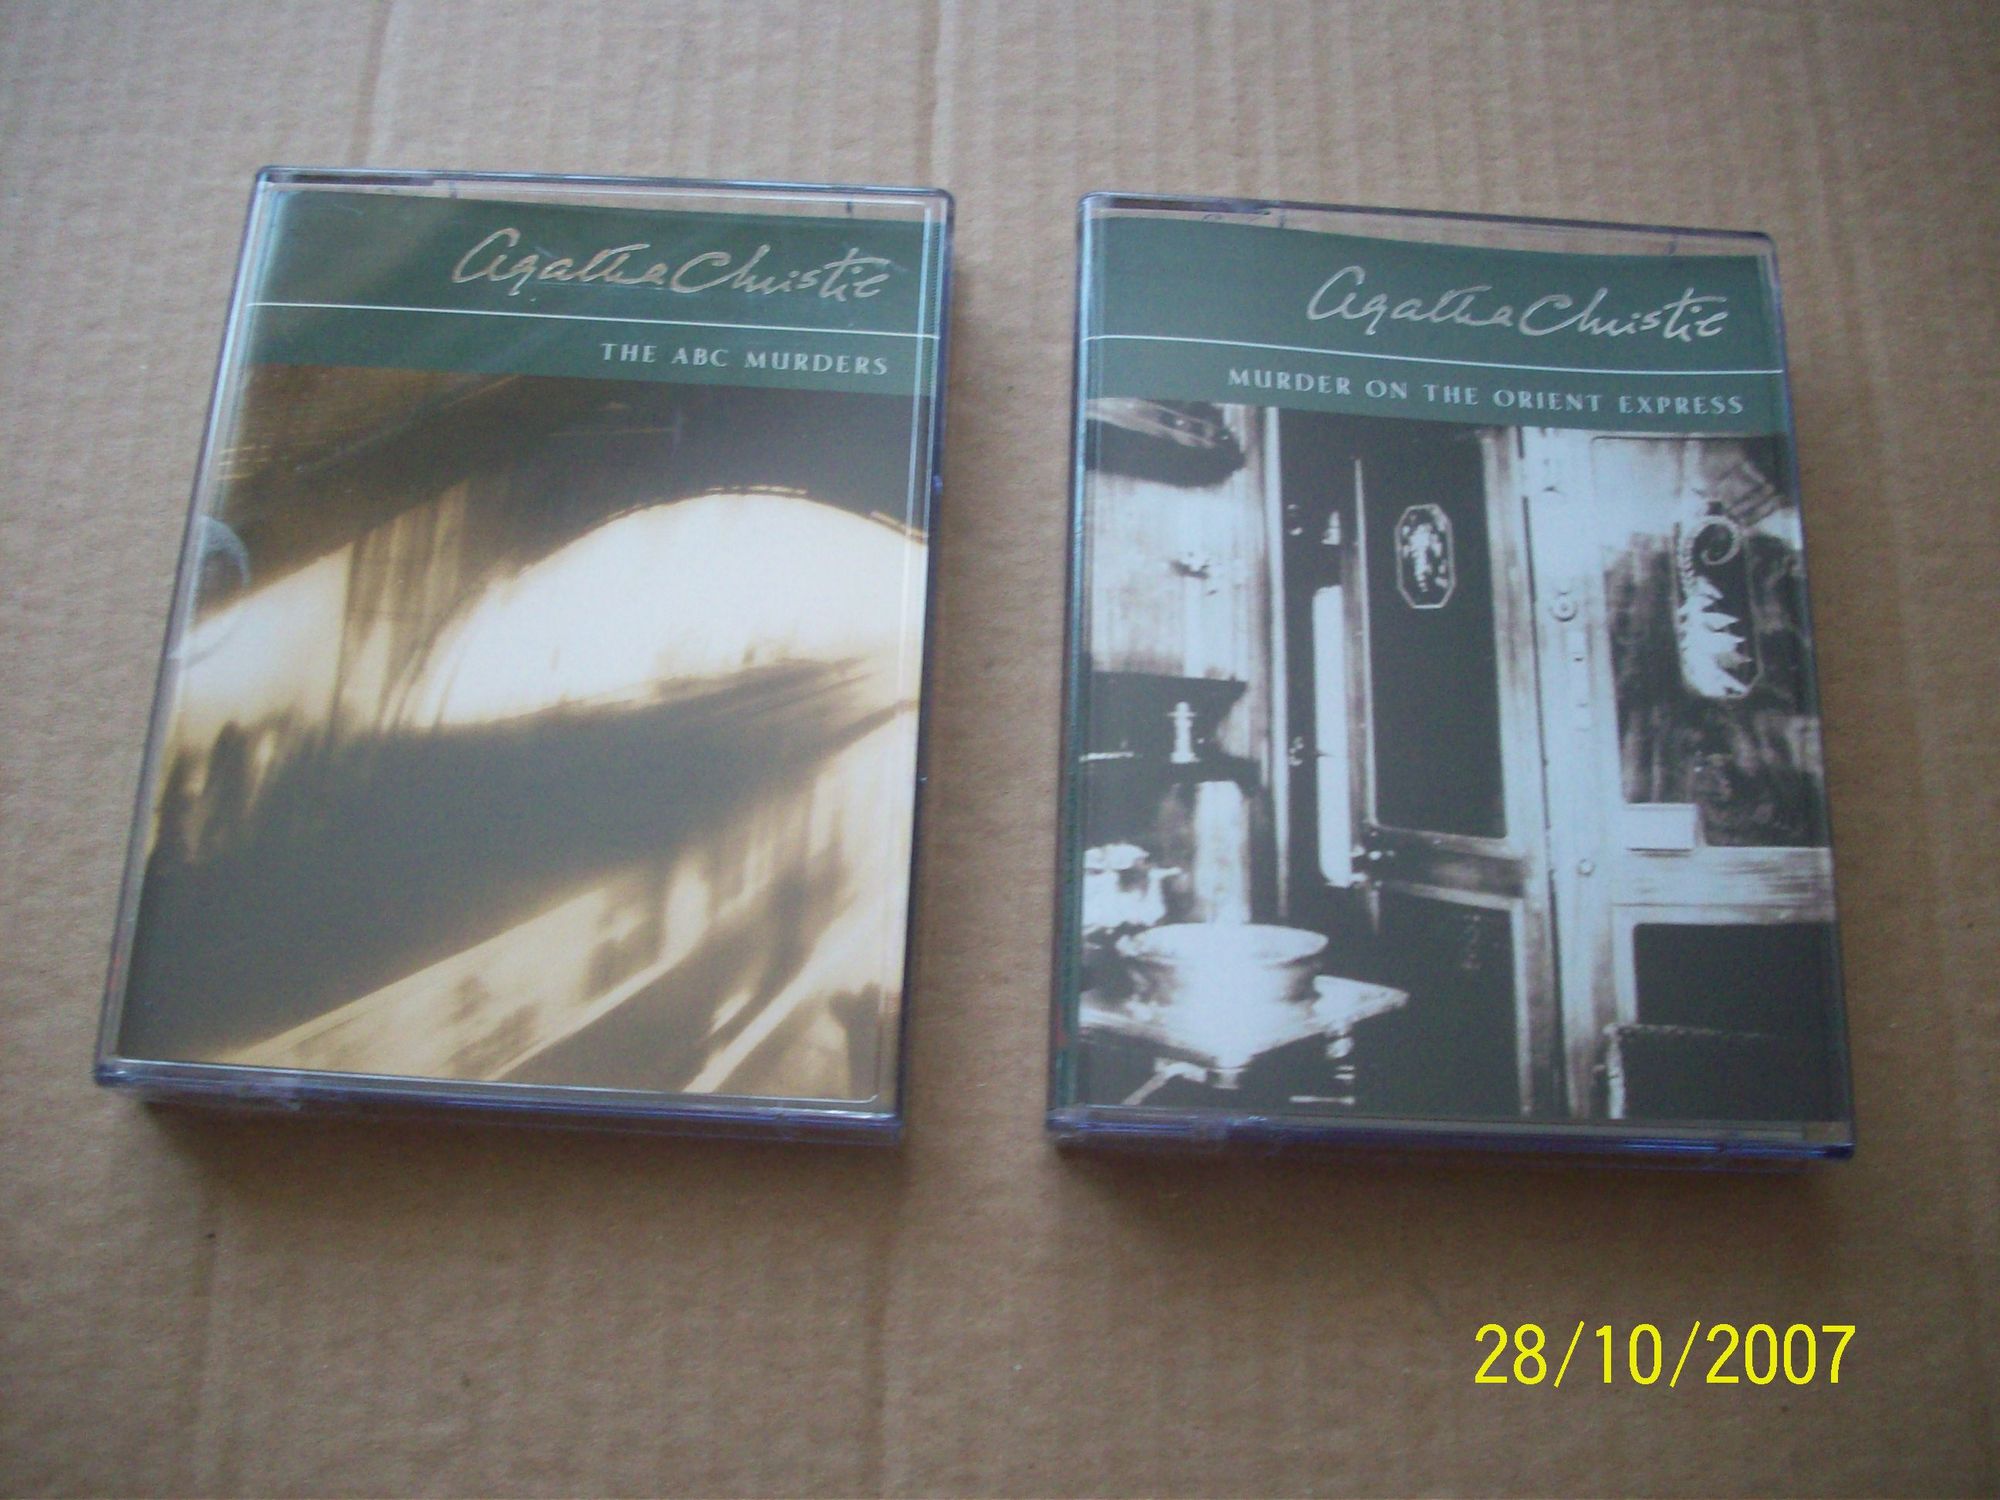 Agatha Christie
THE ABC MURDERS
Agatha Christie
MURDER ON THE ORIENT EXPRESS
28/10/2007